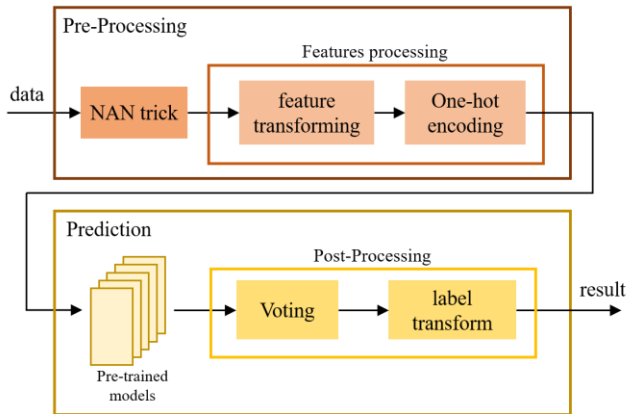 Pre-Processing
Features processing
data
NAN trick
feature
transforming
One-hot
encoding
Prediction
Post-Processing
Voting
label
transform
result
Pre-trained
models